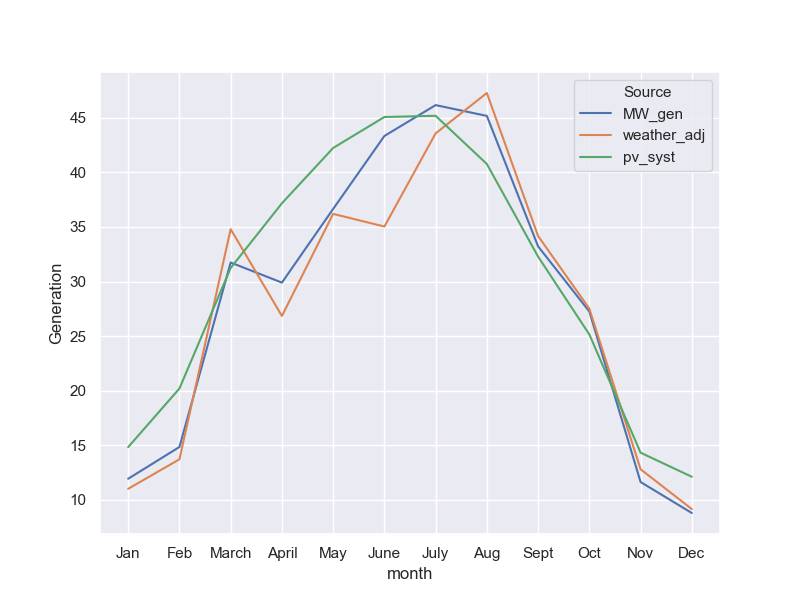 Source
MW_gen
weather_adj
pv_syst
45
40
35
30
25
20
15
10
Generation
Jan Feb March April May June July Aug Sept Oct Nov Dec
month